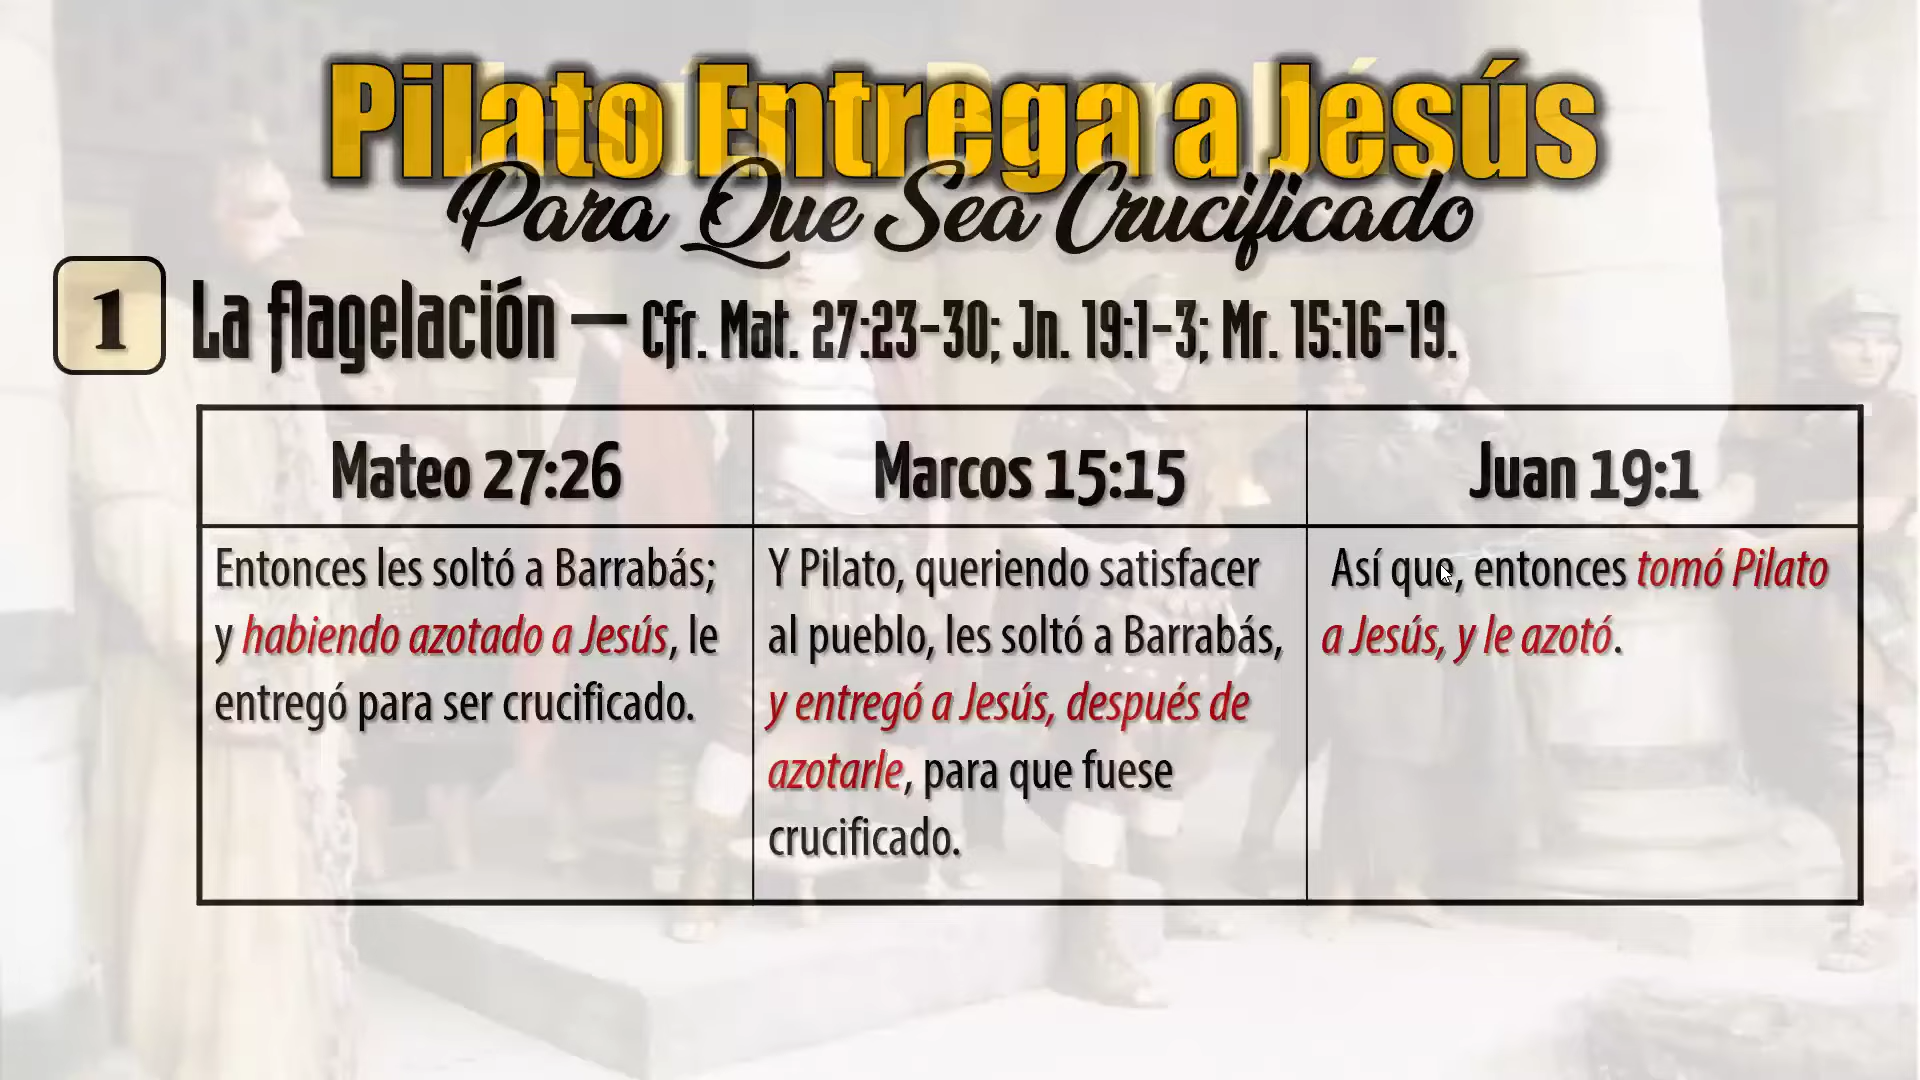 Pilato Entrega a Jesús
Para Que Sea Crucificado
1
La flagelación — Cfr. Mat. 27:23-30; Jn. 19:1-3; Mr. 15:16-19.
Mateo 27:26
Entonces les soltó a Barrabás;
y habiendo azotado a Jesús, le
entregó para ser crucificado.
Marcos 15:15
Y Pilato, queriendo satisfacer
al pueblo, les soltó a Barrabás,
y entregó a Jesús, después de
azotarle, para que fuese
crucificado.
Juan 19:1
Así que, entonces tomó Pilato
a Jesús, y le azotó.